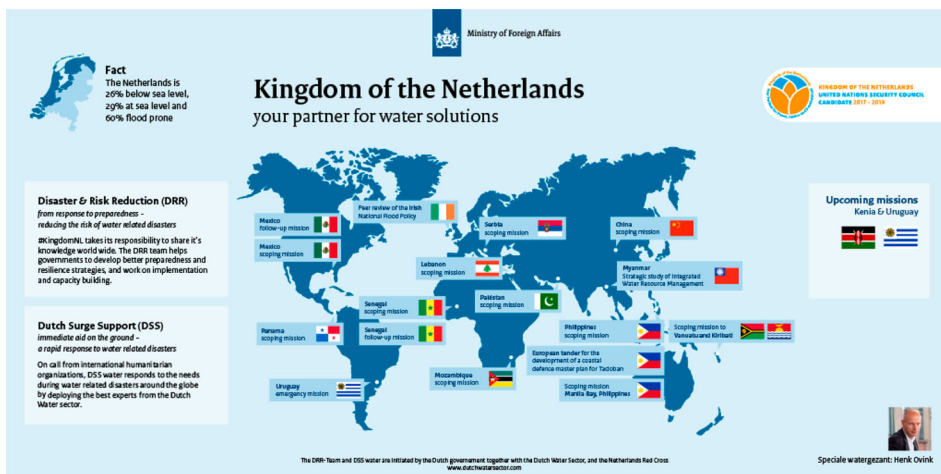 Ministry of Foreign Affairs
Fact
The Netherlands is
26% below sea level,
29% at sea level and
60% flood prone
Kingdom of the Netherlands
your partner for water solutions
KINGDOM OF THE NETHERLANDS
UNITED NATIONS SECURITY COUNCIL
CANDIDATE 2017 - 2019
Disaster & Risk Reduction (DRR)
from response to preparedness –
reducing the risk of water related disasters
#KingdomNL takes its responsibility to share it's
knowledge world wide. The DRR team helps
governments to develop better preparedness and
resilience strategies, and work on implementation
and capacity building.
Dutch Surge Support (DSS)
immediate aid on the ground –
a rapid response to water related disasters
On call from international humanitarian
organizations, DSS water responds to the needs
during water related disasters around the globe
by deploying the best experts from the Dutch
Water sector.
Mexico
follow-up mission
Peer review of the Irish
National Flood Policy
Serbia
scoping mission
China
scoping mission
Mexico
scoping mission
Lebanon
scoping mission
Myanmar
Strategic study of Integrated
Water Resource Management
Senegal
scoping mission
Pakistan
scoping mission
Panama
scoping mission
Senegal
follow-up mission
Philippines
scoping mission
Scoping mission to
Vanuatu and Kiribati
European tender for the
development of a coastal
defence master plan for Tacloban
Mozambique
scoping mission
Uruguay
emergency mission
Scoping mission
Manila Bay, Philippines
Upcoming missions
Kenia & Uruguay
The DRR-Team and DSS water are initiated by the Dutch governement together with the Dutch Water Sector, and the Netherlands Red Cross
www.dutchwatersector.com
Speciale watergezant: Henk Ovink